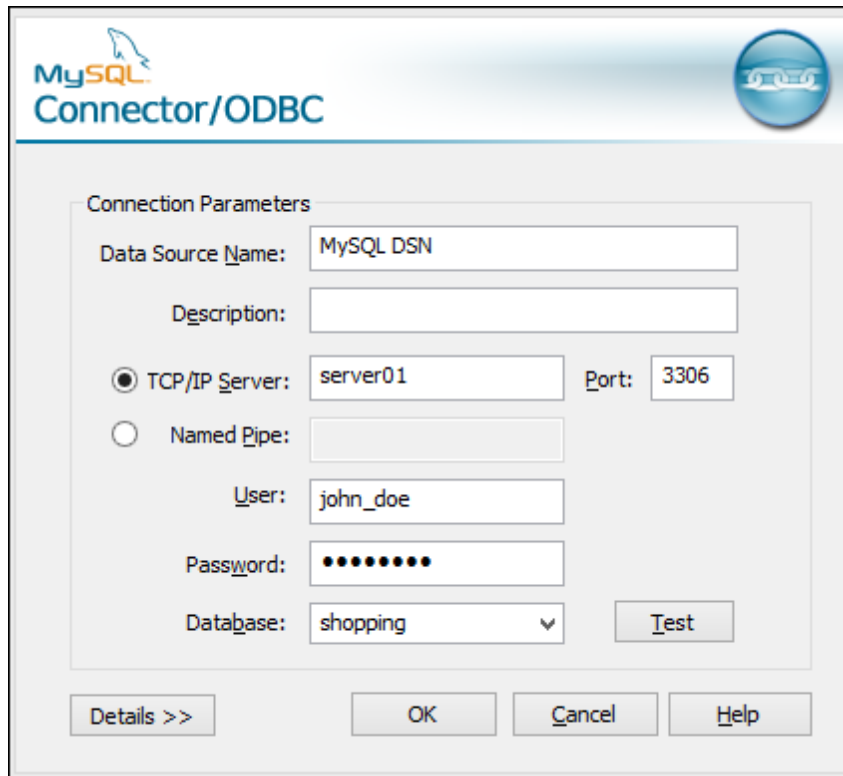 MySQL
Connector/ODBC
Connection Parameters
Data Source Name: MySQL DSN
Description:
TCP/IP Server: server01 Port: 3306
Named Pipe:
User: john_doe
Password: ••••••••
Database: shopping Test
Details >> OK Cancel Help